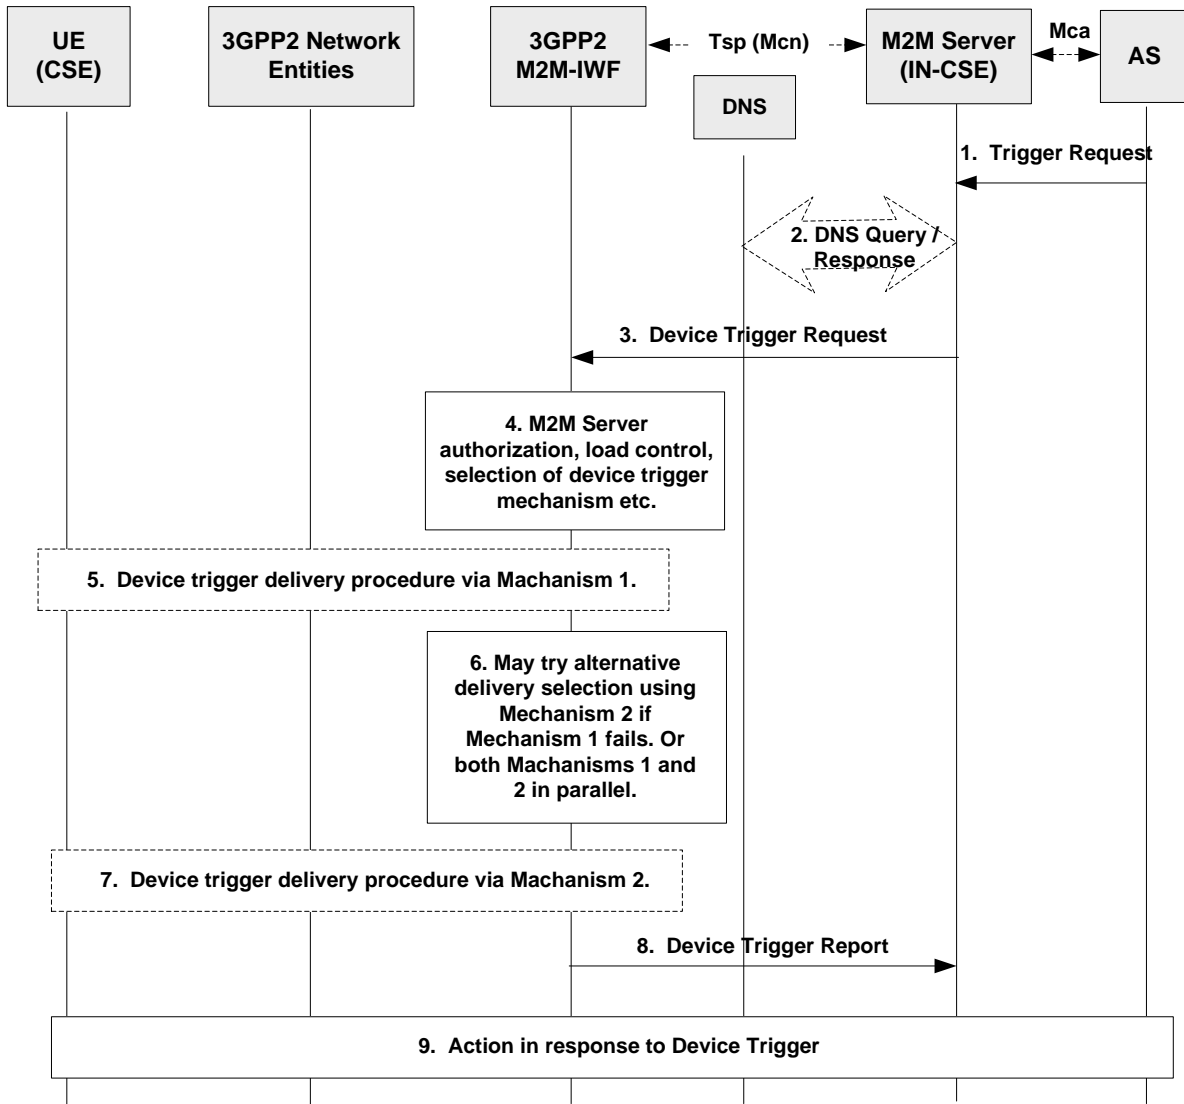 UE
(CSE)
3GPP2 Network
Entities
3GPP2
M2M-IWF
Tsp (Mcn)
M2M Server
(IN-CSE)
Mca
AS
DNS
1. Trigger Request
2. DNS Query /
Response
3. Device Trigger Request
4. M2M Server
authorization, load control,
selection of device trigger
mechanism etc.
5. Device trigger delivery procedure via Machanism 1.
6. May try alternative
delivery selection using
Mechanism 2 if
Mechanism 1 fails. Or
both Machanisms 1 and
2 in parallel.
7. Device trigger delivery procedure via Machanism 2.
8. Device Trigger Report
9. Action in response to Device Trigger